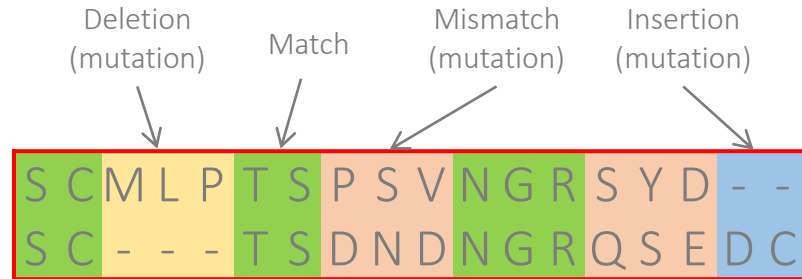 Deletion
(mutation)
Match
Mismatch
(mutation)
Insertion
(mutation)
S C M L P T S P S V N G R S Y D - -
S C - - - T S D N D N G R Q S E D C